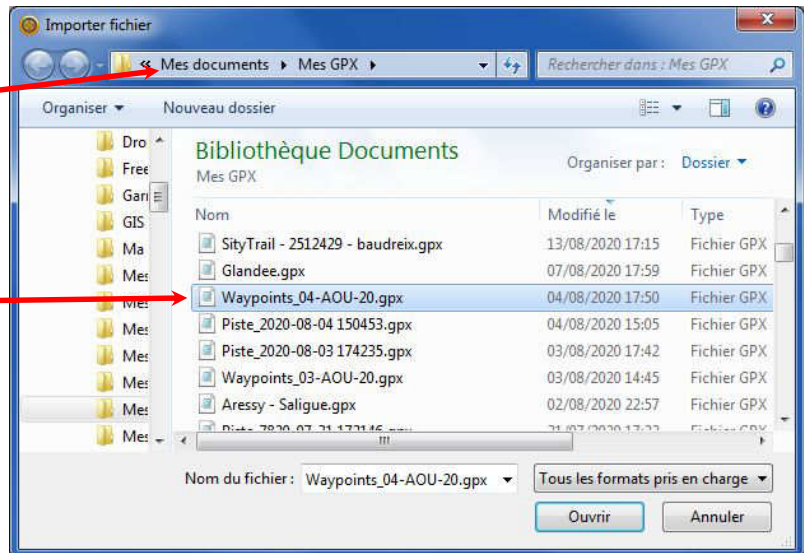 Importer fichier
« Mes documents Mes GPX Rechercher dans : Mes GPX
Organiser Nouveau dossier
Dro
Free
Garı
GIS
Ma
Mes
Mes
Mes
Mes
Mes
Mes
Mes
Bibliothèque Documents
Mes GPX
Organiser par : Dossier
Nom Modifié le Type
SityTrail - 2512429 - baudreix.gpx 13/08/2020 17:15 Fichier GPX
Glandee.gpx 07/08/2020 17:59 Fichier GPX
Waypoints_04-AOU-20.gpx 04/08/2020 17:50 Fichier GPX
Piste_2020-08-04 150453.gpx 04/08/2020 15:05 Fichier GPX
Piste_2020-08-03 174235.gpx 03/08/2020 17:42 Fichier GPX
Waypoints_03-AOU-20.gpx 03/08/2020 14:45 Fichier GPX
Aressy - Saligue.gpx 02/08/2020 22:57 Fichier GPX
Nom du fichier : Waypoints_04-AOU-20.gpx Tous les formats pris en charge
Ouvrir Annuler